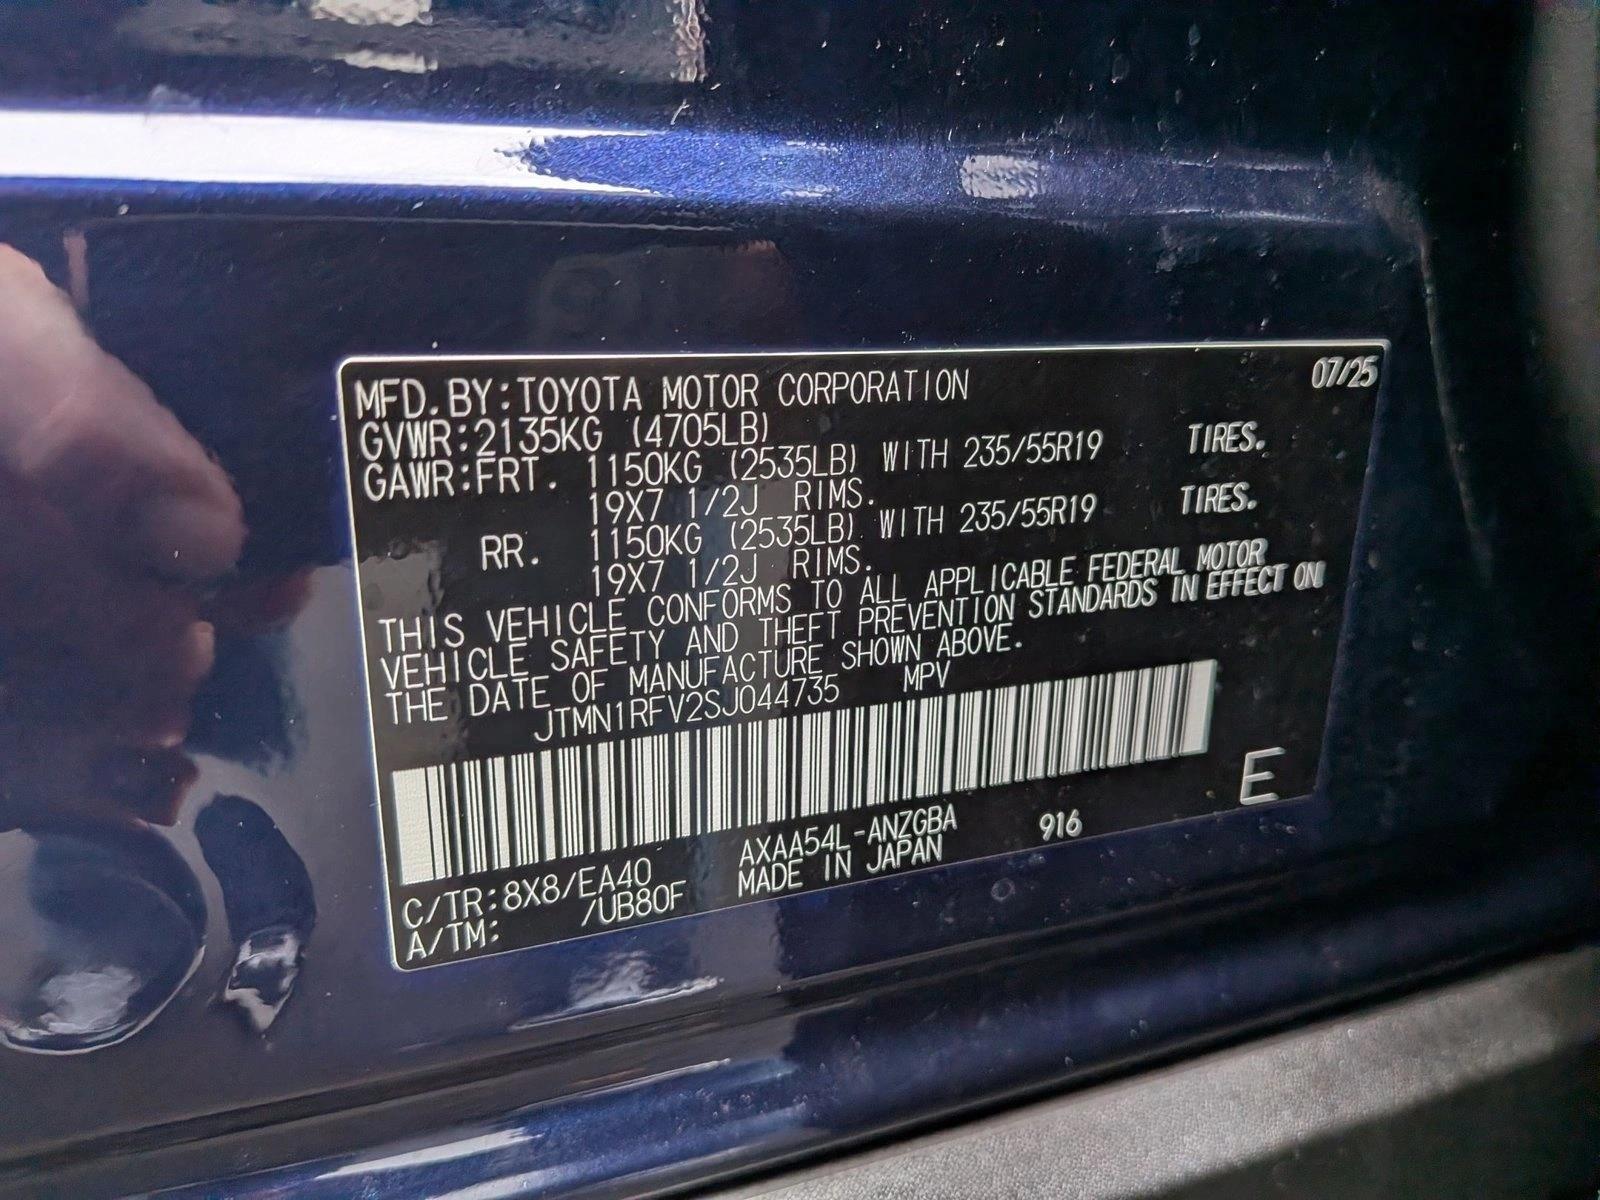 07/25
MFD. BY: TOYOTA MOTOR CORPORATION
GVWR: 2135KG (4705LB)
GAWR: FRT. 1150KG (2535LB) WITH 235/55R19 TIRES.
19X7 1/2J RIMS.
RR. 1150KG (2535LB) WITH 235/55R19 TIRES.
19X7 1/2J RIMS.
THIS VEHICLE CONFORMS TO ALL APPLICABLE FEDERAL MOTOR
VEHICLE SAFETY AND THEFT PREVENTION STANDARDS IN EFFECT ON
THE DATE OF MANUFACTURE SHOWN ABOVE.
JTMN1RFV2SJ044735 MPV
E
C/TR: 8X8/EA40 AXAA54L-ANZGBA 916
A/TM: /UB80F MADE IN JAPAN